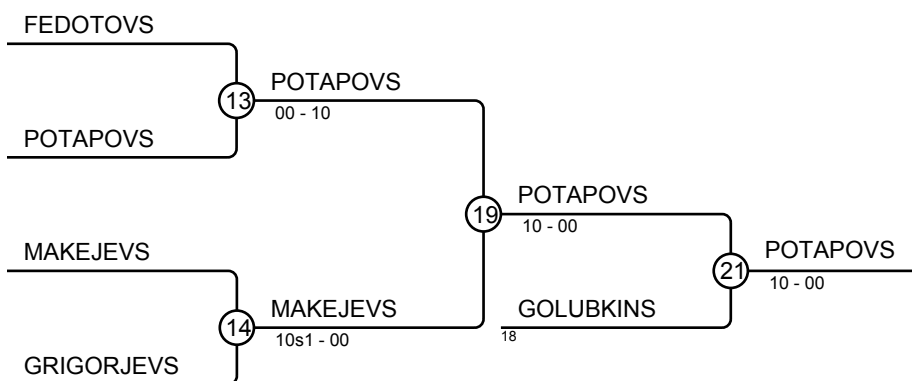 FEDOTOVS
POTAPOVS
13
00 - 10
POTAPOVS
POTAPOVS
19
10 - 00
POTAPOVS
21
10 - 00
MAKEJEVS
MAKEJEVS
14
10s1 - 00
GOLUBKINS
18
GRIGORJEVS